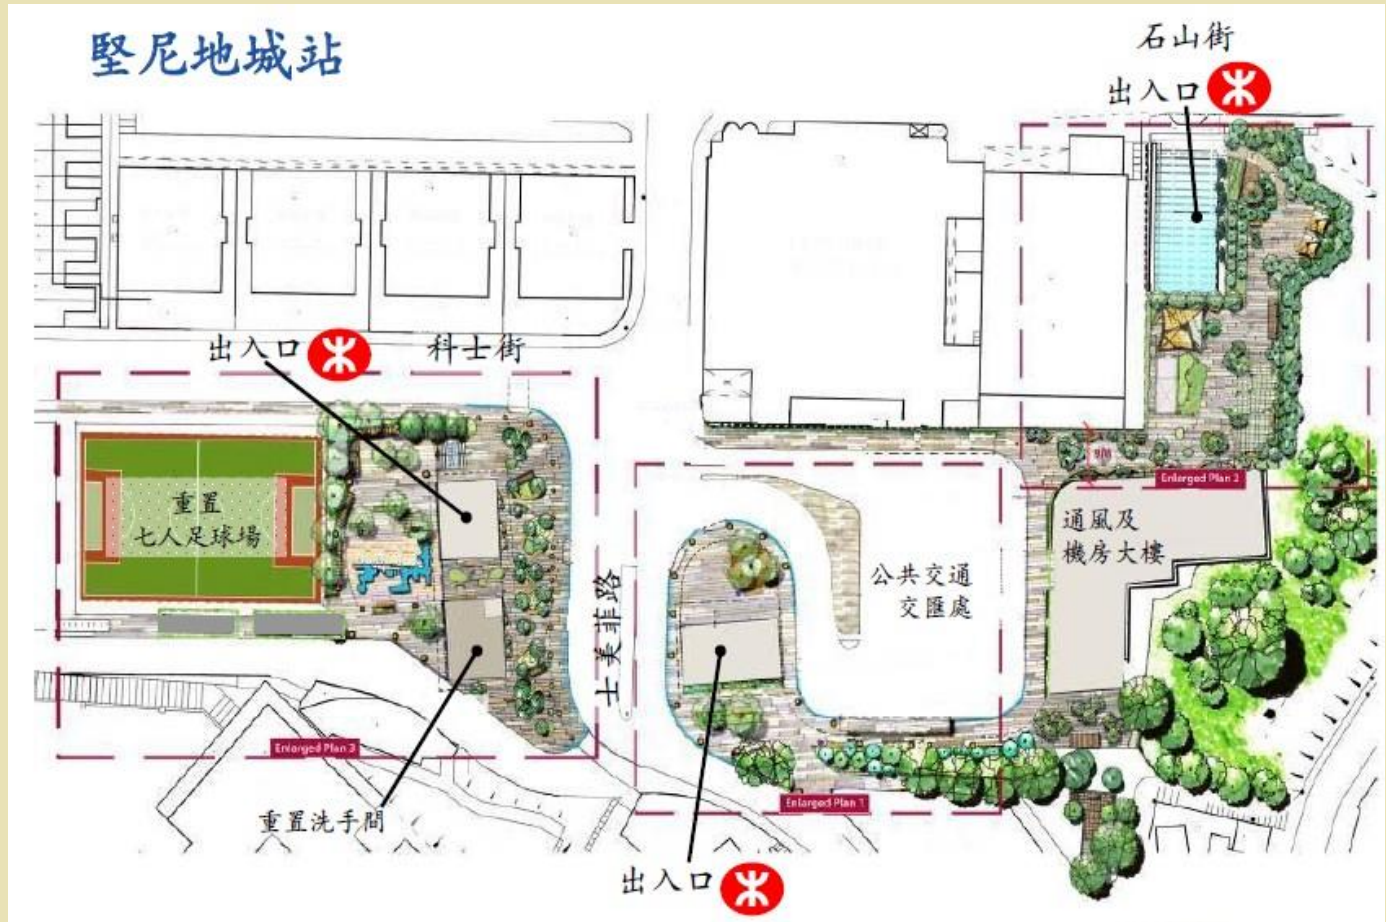 堅尼地城站
石山街
出入口
出入口
科士街
重置
七人足球場
士美菲路
公共交通
交匯處
通風及
機房大樓
Enlarged Plan 2
Enlarged Plan 3
Enlarged Plan 1
重置洗手間
出入口